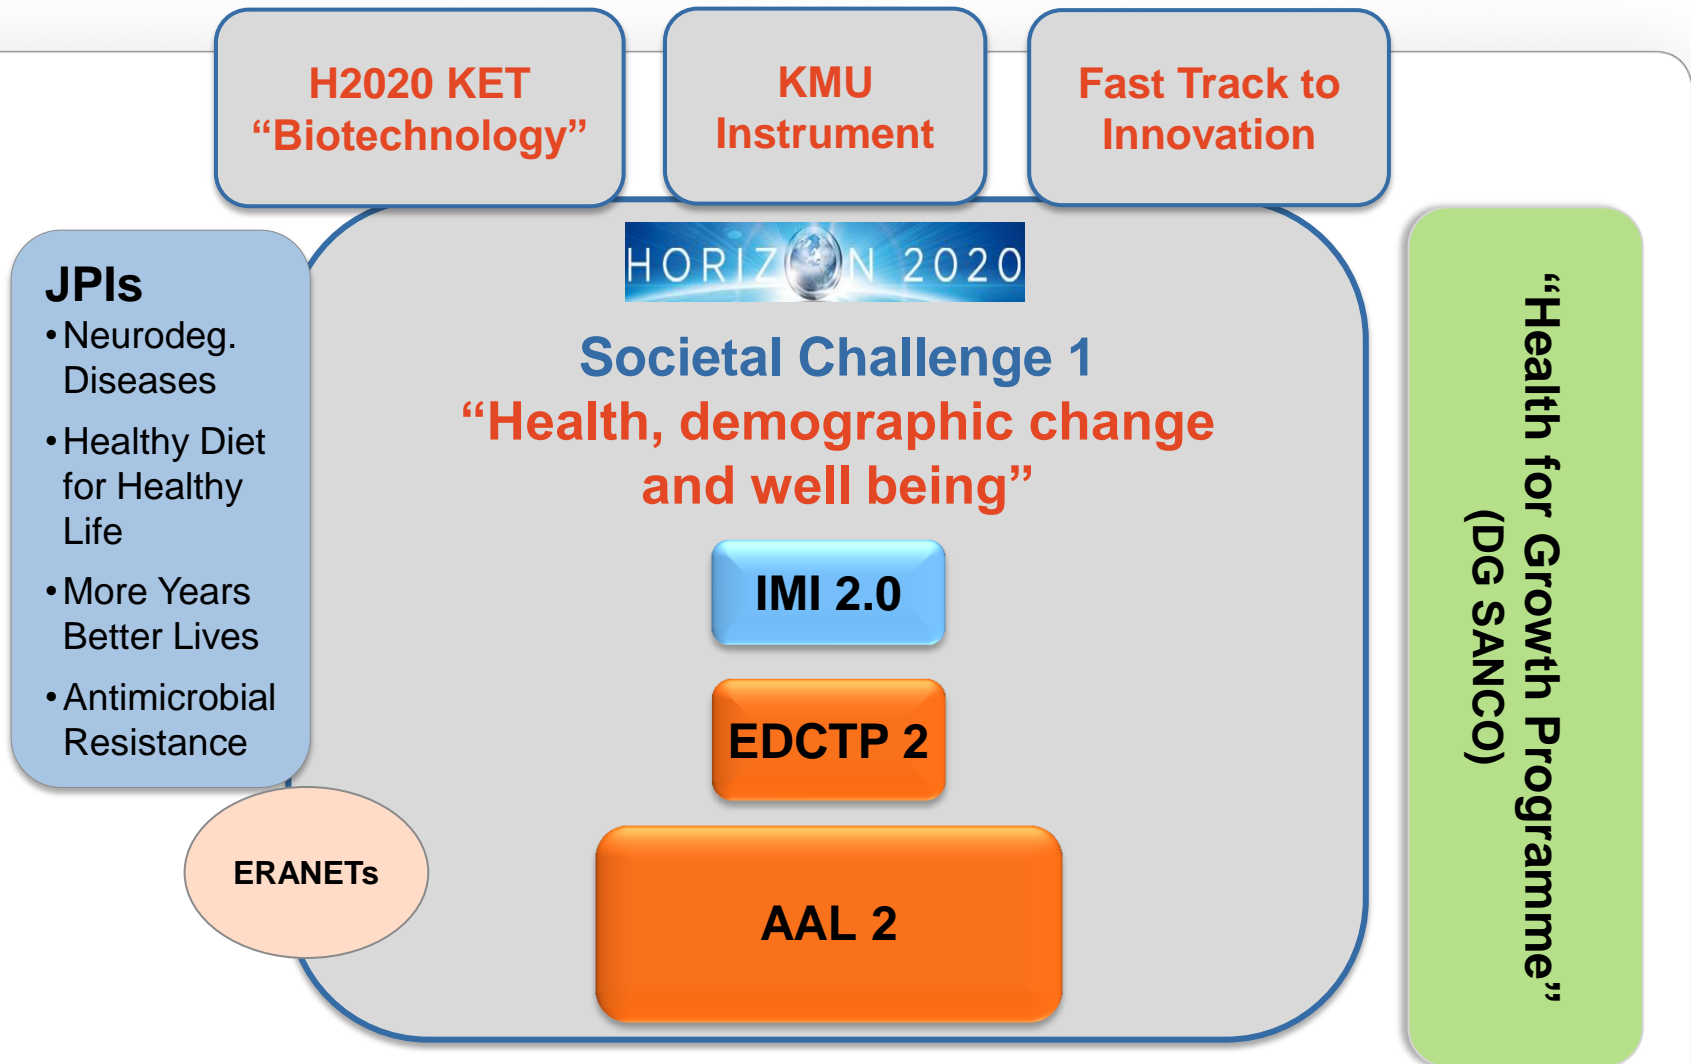 H2020 KET
“Biotechnology”
KMU
Instrument
Fast Track to
Innovation
JPIs
•Neurodeg.
Diseases
•Healthy Diet
for Healthy
Life
•More Years
Better Lives
•Antimicrobial
Resistance
ERANETs
HORIZON 2020
Societal Challenge 1
“Health, demographic change
and well being”
IMI 2.0
EDCTP 2
AAL 2
“Health for Growth Programme”
(DG SANCO)